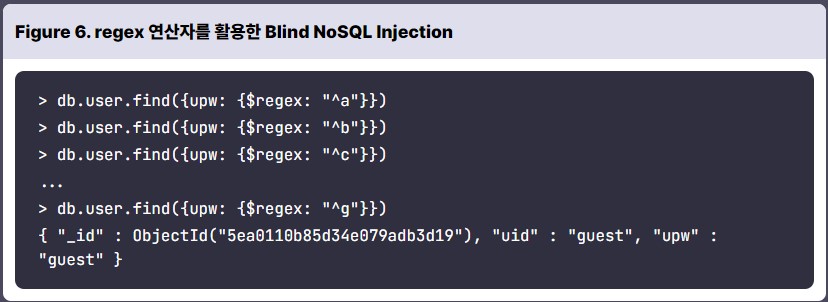 Figure 6. regex 연산자를 활용한 Blind NoSQL Injection
> db.user.find({upw: {$regex: "^a"}})
> db.user.find({upw: {$regex: "^b"}})
> db.user.find({upw: {$regex: "^c"}})
...
> db.user.find({upw: {$regex: "^g"}})
{ "_id" : ObjectId("5ea0110b85d34e079adb3d19"), "uid" : "guest", "upw" :
"guest" }